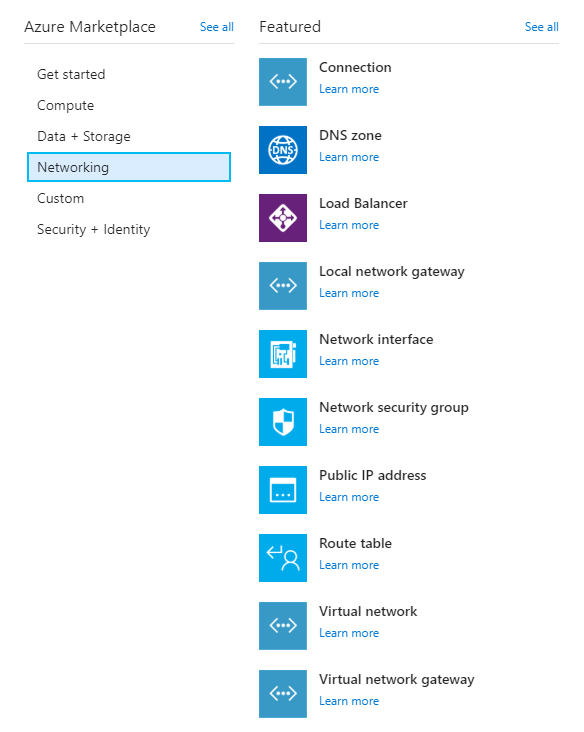 Azure Marketplace See all
Get started
Compute
Data + Storage
Networking
Custom
Security + Identity
Featured See all
Connection
Learn more
DNS
DNS zone
Learn more
Load Balancer
Learn more
Local network gateway
Learn more
Network interface
Learn more
Network security group
Learn more
Public IP address
Learn more
Route table
Learn more
Virtual network
Learn more
Virtual network gateway
Learn more